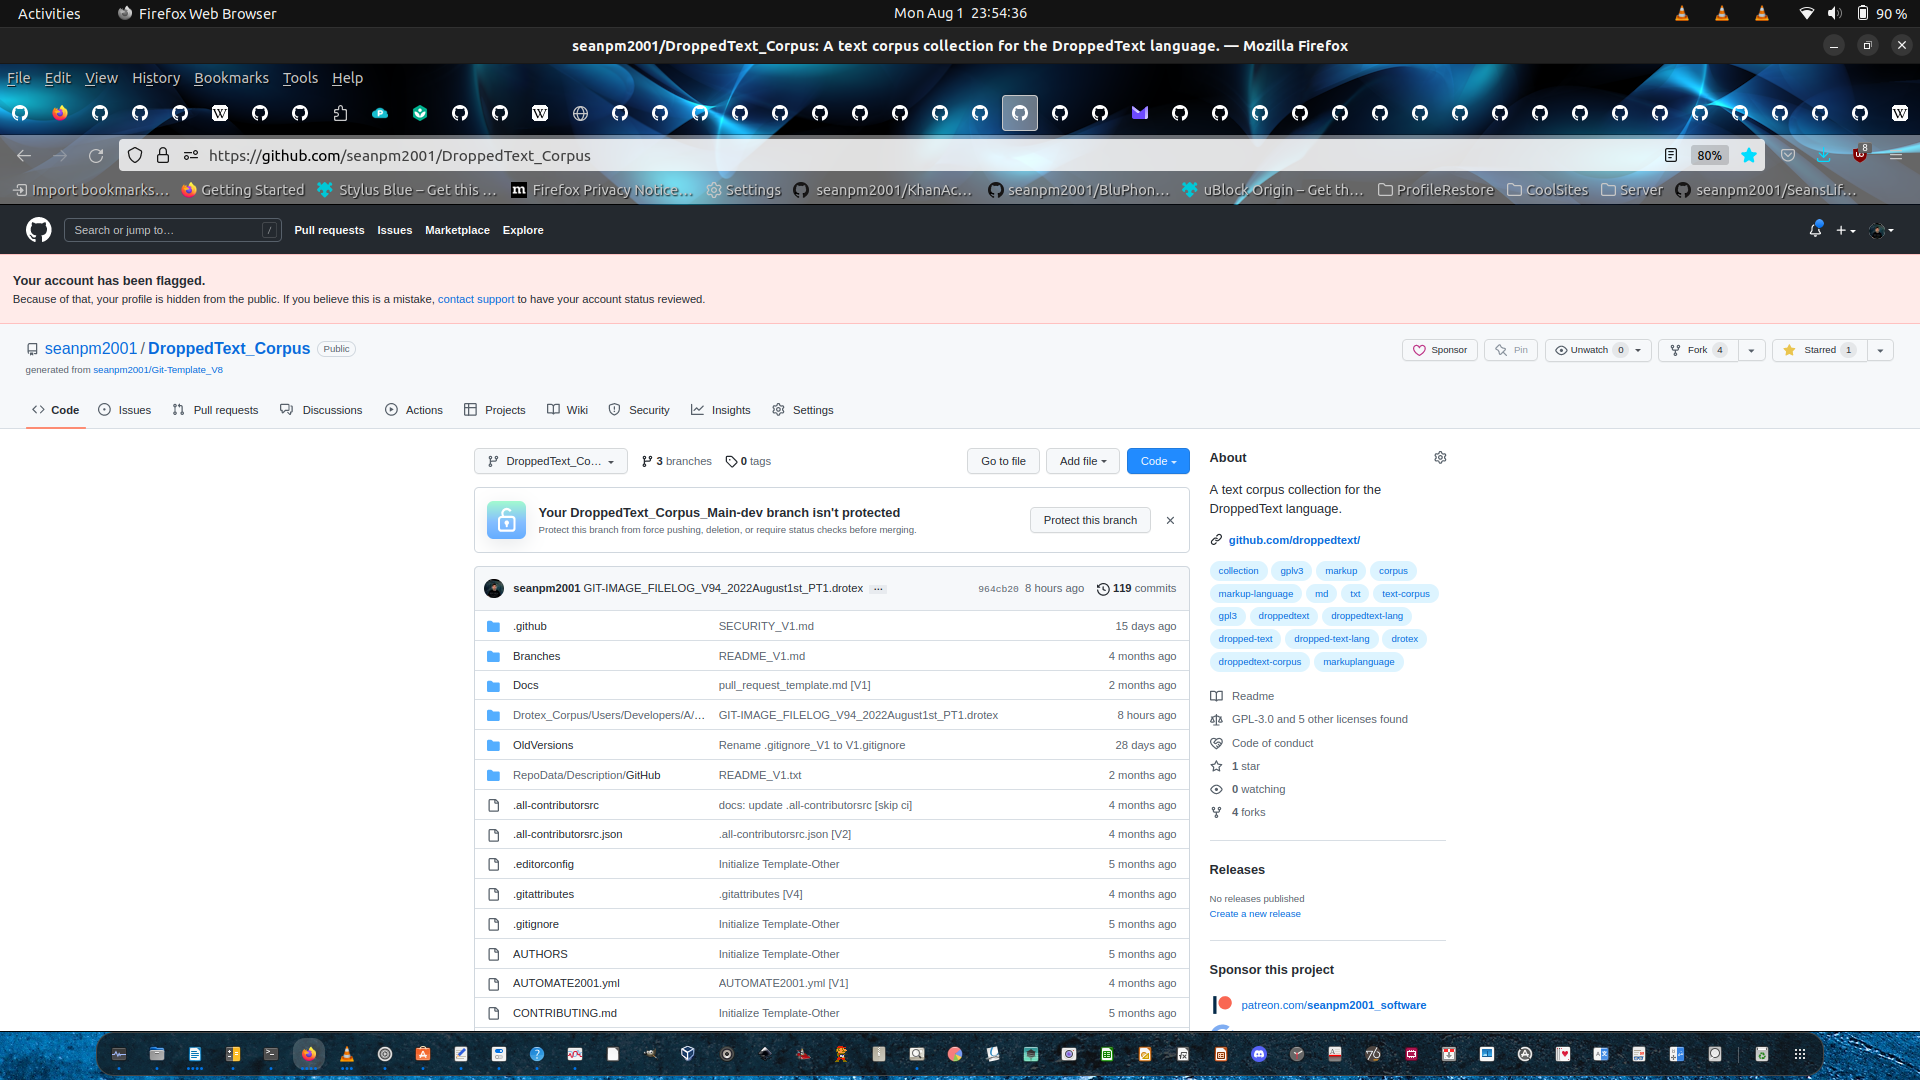 Activities
Firefox Web Browser
Mon Aug 1 23:54:36
90 %
seanpm2001/DroppedText_Corpus: A text corpus collection for the DroppedText language. — Mozilla Firefox
File Edit View History Bookmarks Tools Help
https://github.com/seanpm2001/DroppedText_Corpus
80%
8
Import bookmarks…
Getting Started
Stylus Blue – Get this …
Firefox Privacy Notice…
Settings
seanpm2001/KhanAc…
seanpm2001/BluPhon…
uBlock Origin – Get th…
ProfileRestore
CoolSites
Server
seanpm2001/SeansLif…
Search or jump to…
/
Pull requests
Issues
Marketplace
Explore
Your account has been flagged.
Because of that, your profile is hidden from the public. If you believe this is a mistake, contact support to have your account status reviewed.
seanpm2001 / DroppedText_Corpus
Public
Sponsor
Pin
Unwatch 0
Fork 4
Starred 1
generated from seanpm2001/Git-Template_V8
Code
Issues
Pull requests
Discussions
Actions
Projects
Wiki
Security
Insights
Settings
DroppedText_Co…
3 branches
0 tags
Go to file
Add file
Code
Your DroppedText_Corpus_Main-dev branch isn't protected
Protect this branch from force pushing, deletion, or require status checks before merging.
Protect this branch
seanpm2001 GIT-IMAGE_FILELOG_V94_2022August1st_PT1.drotex …
964cb20 8 hours ago
119 commits
.github SECURITY_V1.md 15 days ago
Branches README_V1.md 4 months ago
Docs pull_request_template.md [V1] 2 months ago
Drotex_Corpus/Users/Developers/A/… GIT-IMAGE_FILELOG_V94_2022August1st_PT1.drotex 8 hours ago
OldVersions Rename .gitignore_V1 to V1.gitignore 28 days ago
RepoData/Description/GitHub README_V1.txt 2 months ago
.all-contributorsrc docs: update .all-contributorsrc [skip ci] 4 months ago
.all-contributorsrc.json .all-contributorsrc.json [V2] 4 months ago
.editorconfig Initialize Template-Other 5 months ago
.gitattributes .gitattributes [V4] 4 months ago
.gitignore Initialize Template-Other 5 months ago
AUTHORS Initialize Template-Other 5 months ago
AUTOMATE2001.yml AUTOMATE2001.yml [V1] 4 months ago
CONTRIBUTING.md Initialize Template-Other 5 months ago
About
A text corpus collection for the
DroppedText language.
github.com/droppedtext/
collection gplv3 markup corpus
markup-language md txt text-corpus
gpl3 droppedtext droppedtext-lang
dropped-text dropped-text-lang drotex
droppedtext-corpus markuplanguage
Readme
GPL-3.0 and 5 other licenses found
Code of conduct
1 star
0 watching
4 forks
Releases
No releases published
Create a new release
Sponsor this project
patreon.com/seanpm2001_software